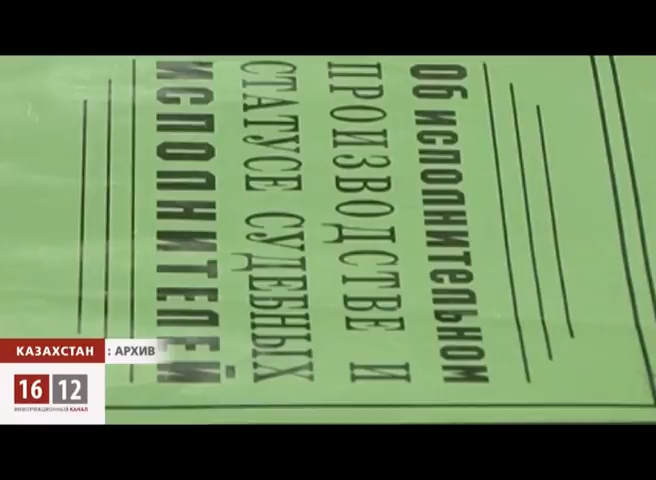 ОБ ИСПОЛНИТЕЛЬНОМ
ПРОИЗВОДСТВЕ И
СТАТУСЕ СУДЕБНЫХ
ИСПОЛНИТЕЛЕЙ
КАЗАХСТАН : АРХИВ
16 12
ИНФОРМАЦИОННЫЙ КАНАЛ